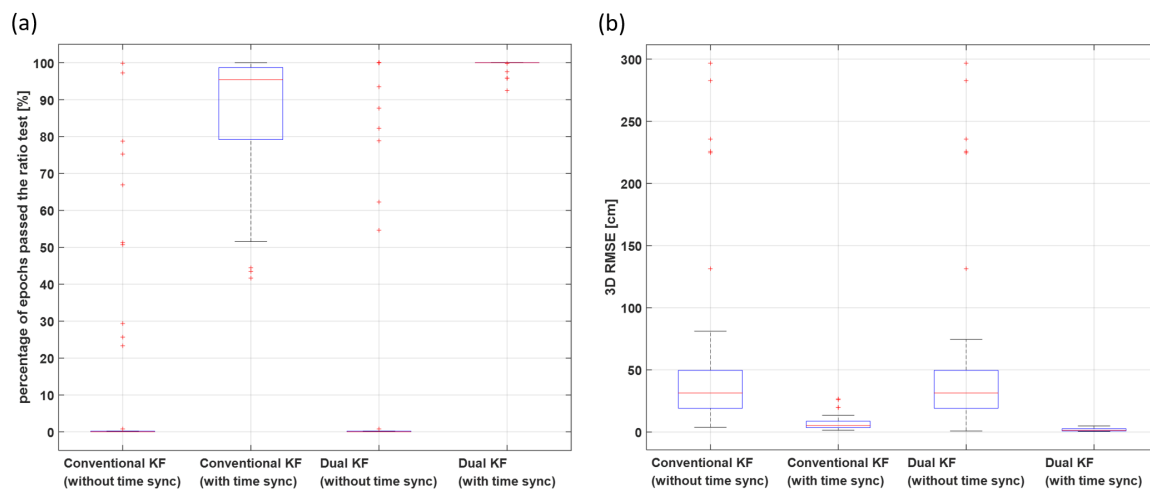 (a)
percentage of epochs passed the ratio test [%]
100
90
80
70
60
50
40
30
20
10
0
Conventional KF
(without time sync)
Conventional KF
(with time sync)
Dual KF
(without time sync)
Dual KF
(with time sync)
(b)
3D RMSE [cm]
300
250
200
150
100
50
0
Conventional KF
(without time sync)
Conventional KF
(with time sync)
Dual KF
(without time sync)
Dual KF
(with time sync)